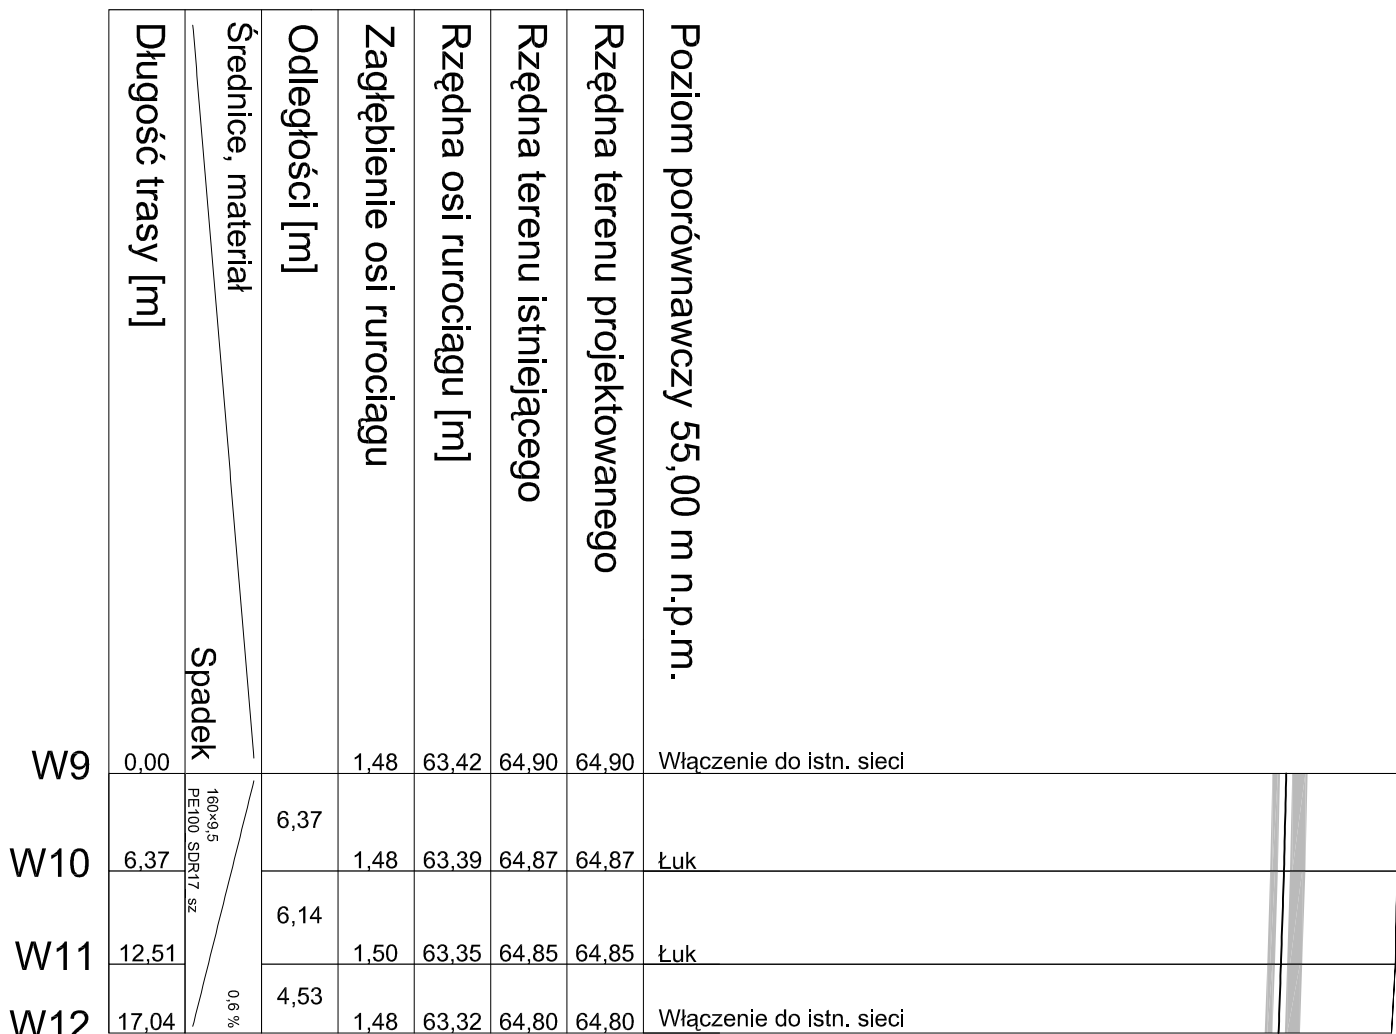 Poziom porównawczy 55,00 m n.p.m.
Rzędna terenu projektowanego
Rzędna terenu istniejącego
Rzędna osi rurociągu [m]
Zagłębienie osi rurociągu
Odległości [m]
Średnice, materiał
Spadek
Długość trasy [m]
W9 0,00 1,48 63,42 64,90 64,90 Włączenie do istn. sieci
160×9,5
PE100 SDR17 sz
6,37
W10 6,37 1,48 63,39 64,87 64,87 Łuk
6,14
W11 12,51 1,50 63,35 64,85 64,85 Łuk
0,6 %
4,53
W12 17,04 1,48 63,32 64,80 64,80 Włączenie do istn. sieci